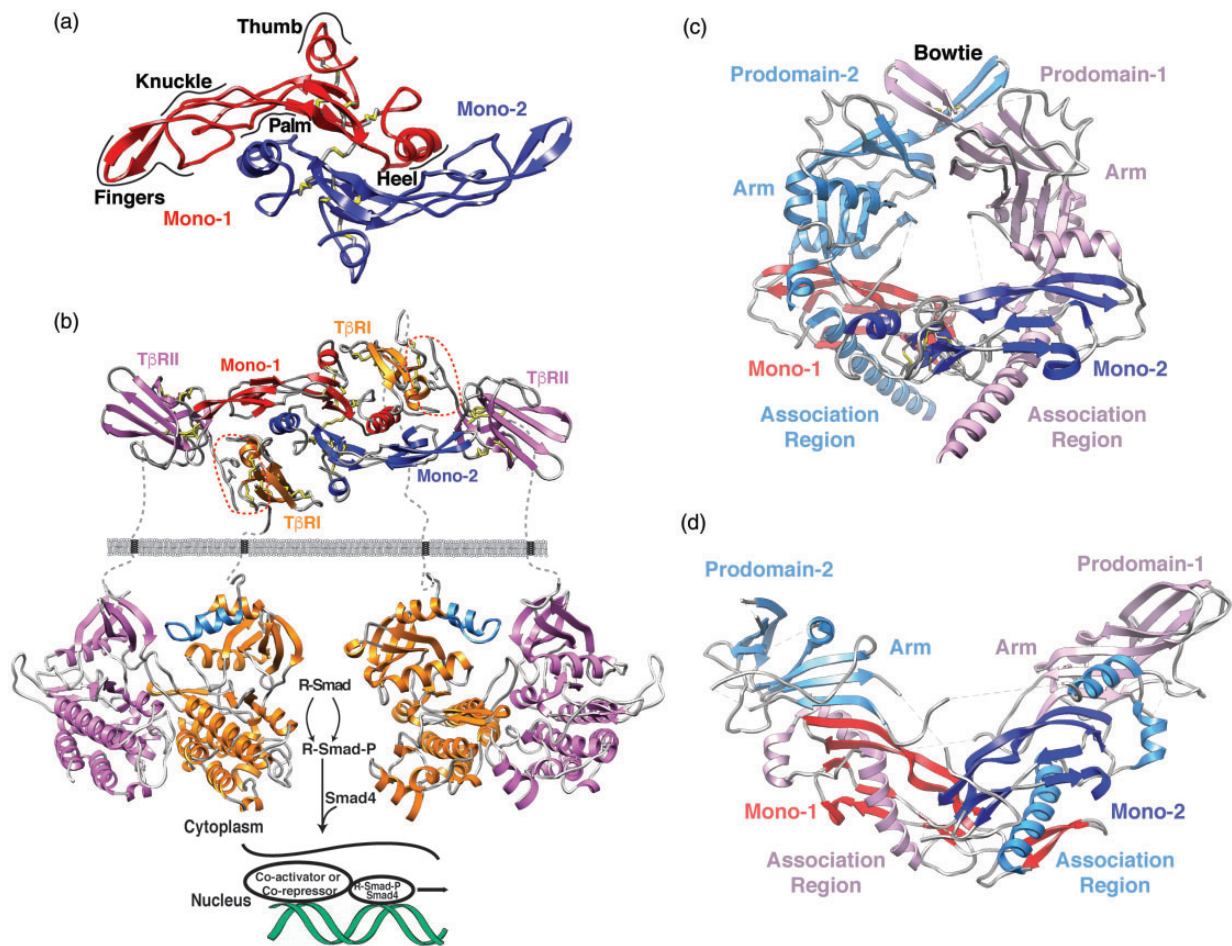 (a)
Thumb
Knuckle
Mono-2
Palm
Heel
Fingers
Mono-1
(b)
TβRI
TβRII
Mono-1
TβRII
Mono-2
TβRI
R-Smad
R-Smad-P
Smad4
Cytoplasm
Co-activator or
Co-repressor
R-Smad-P
Smad4
Nucleus
(c)
Bowtie
Prodomain-2
Prodomain-1
Arm
Arm
Mono-1
Mono-2
Association
Region
Association
Region
(d)
Prodomain-1
Prodomain-2
Arm
Arm
Mono-1
Mono-2
Association
Region
Association
Region